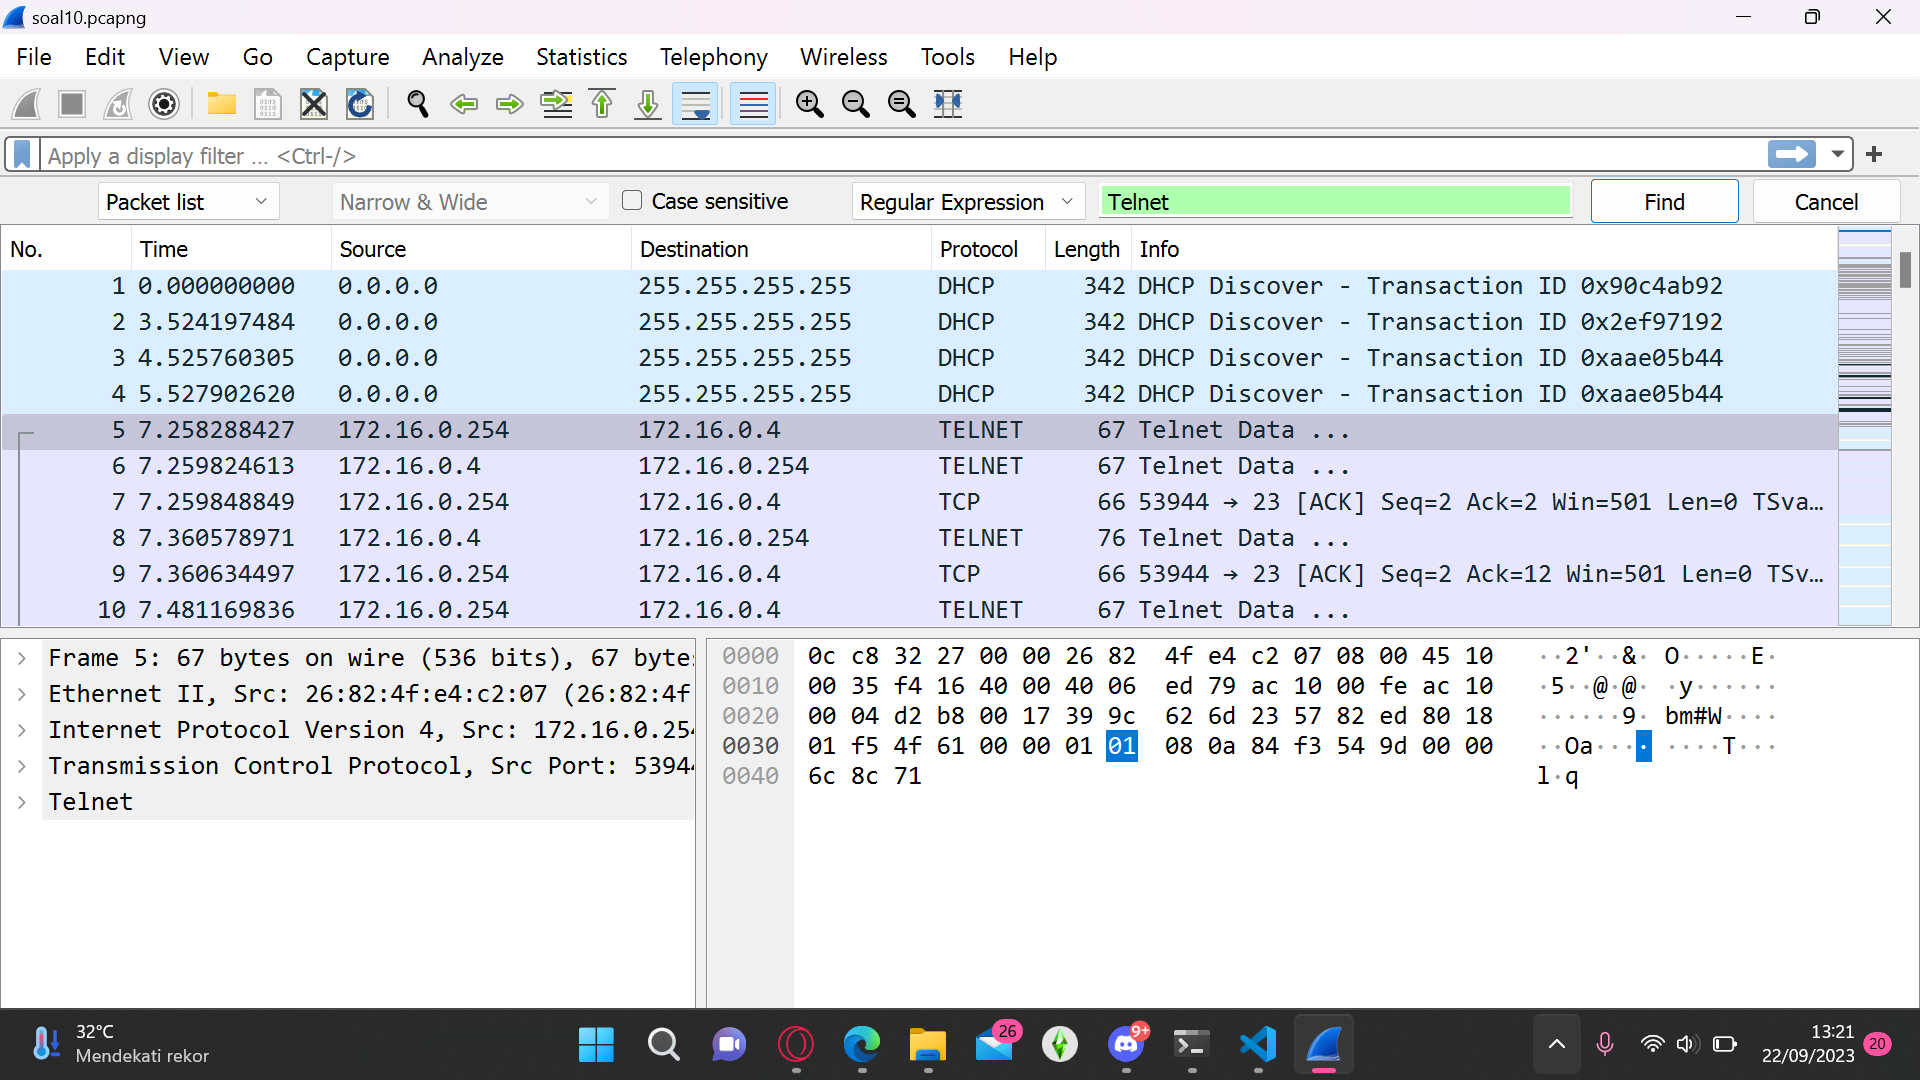 soal10.pcapng
File Edit View Go Capture Analyze Statistics Telephony Wireless Tools Help
Apply a display filter ... <Ctrl-/>
Packet list Narrow & Wide Case sensitive Regular Expression Telnet Find Cancel
No. Time Source Destination Protocol Length Info
1 0.000000000 0.0.0.0 255.255.255.255 DHCP 342 DHCP Discover - Transaction ID 0x90c4ab92
2 3.524197484 0.0.0.0 255.255.255.255 DHCP 342 DHCP Discover - Transaction ID 0x2ef97192
3 4.525760305 0.0.0.0 255.255.255.255 DHCP 342 DHCP Discover - Transaction ID 0xaae05b44
4 5.527902620 0.0.0.0 255.255.255.255 DHCP 342 DHCP Discover - Transaction ID 0xaae05b44
5 7.258288427 172.16.0.254 172.16.0.4 TELNET 67 Telnet Data ...
6 7.259824613 172.16.0.4 172.16.0.254 TELNET 67 Telnet Data ...
7 7.259848849 172.16.0.254 172.16.0.4 TCP 66 53944 → 23 [ACK] Seq=2 Ack=2 Win=501 Len=0 TSva…
8 7.360578971 172.16.0.4 172.16.0.254 TELNET 76 Telnet Data ...
9 7.360634497 172.16.0.254 172.16.0.4 TCP 66 53944 → 23 [ACK] Seq=2 Ack=12 Win=501 Len=0 TSv…
10 7.481169836 172.16.0.254 172.16.0.4 TELNET 67 Telnet Data ...
Frame 5: 67 bytes on wire (536 bits), 67 byte
Ethernet II, Src: 26:82:4f:e4:c2:07 (26:82:4f
Internet Protocol Version 4, Src: 172.16.0.25
Transmission Control Protocol, Src Port: 5394
Telnet
0000 0c c8 32 27 00 00 26 82 4f e4 c2 07 08 00 45 10 ··2'··&· O·····E·
0010 00 35 f4 16 40 00 40 06 ed 79 ac 10 00 fe ac 10 ·5··@·@· ·y······
0020 00 04 d2 b8 00 17 39 9c 62 6d 23 57 82 ed 80 18 ······9· bm#W····
0030 01 f5 4f 61 00 00 01 01 08 0a 84 f3 54 9d 00 00 ··Oa···· ····T···
0040 6c 8c 71 l·q
32°C
Mendekati rekor
26
9+
13:21
22/09/2023
20